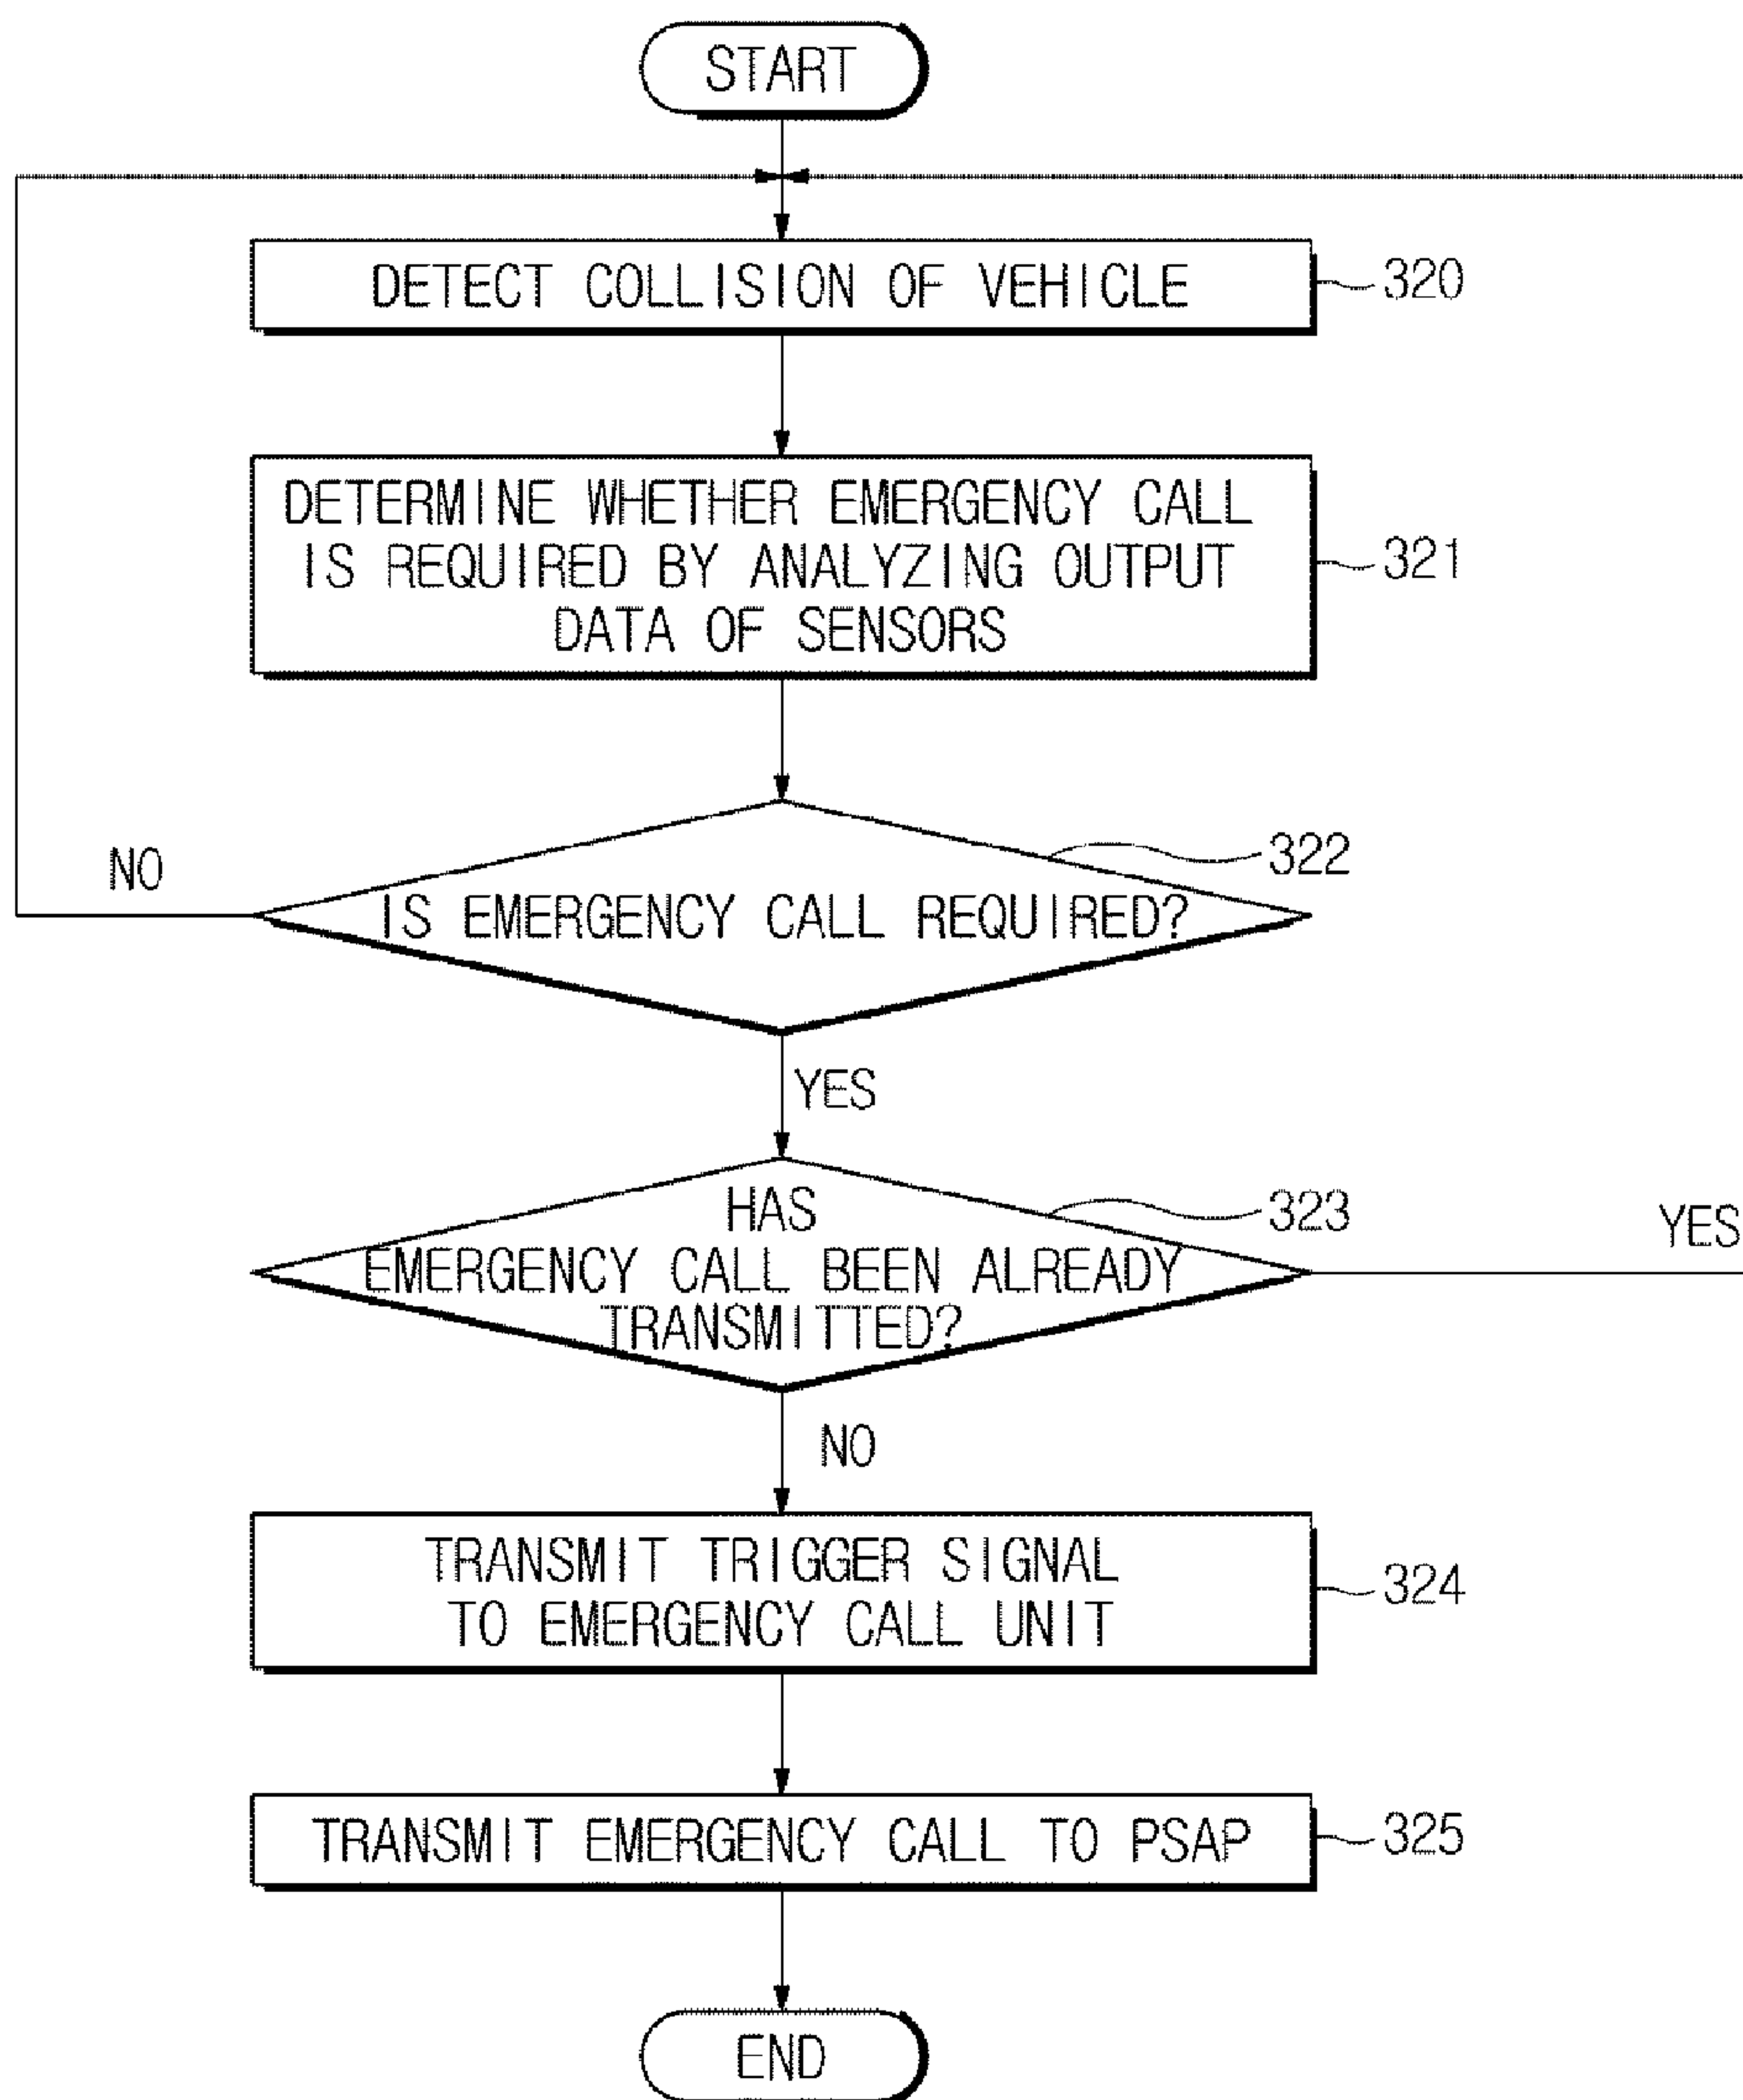 START
DETECT COLLISION OF VEHICLE
320
DETERMINE WHETHER EMERGENCY CALL
IS REQUIRED BY ANALYZING OUTPUT
DATA OF SENSORS
321
322
NO
IS EMERGENCY CALL REQUIRED?
YES
HAS
EMERGENCY CALL BEEN ALREADY
TRANSMITTED?
323
YES
NO
TRANSMIT TRIGGER SIGNAL
TO EMERGENCY CALL UNIT
324
TRANSMIT EMERGENCY CALL TO PSAP
325
END